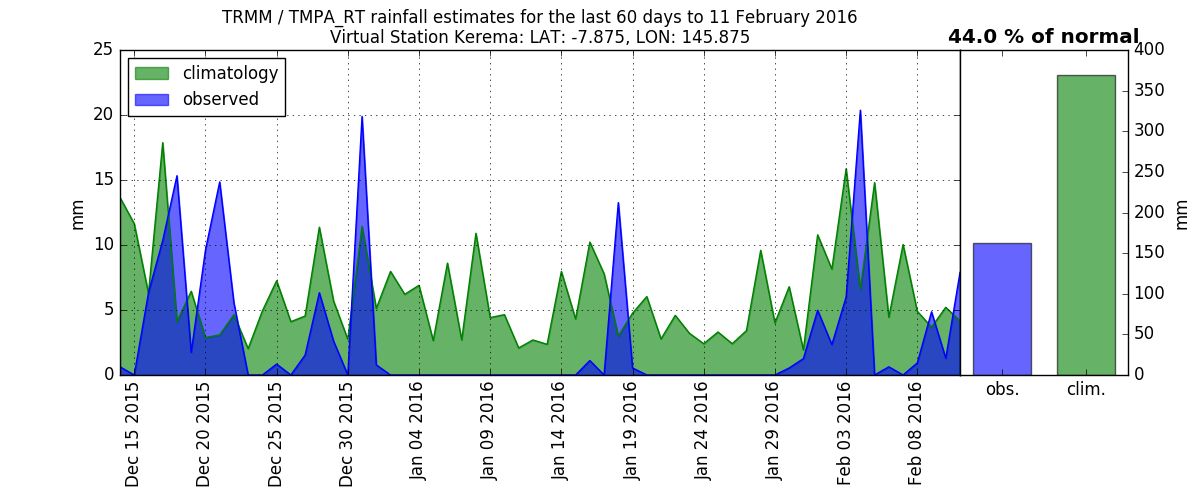 TRMM / TMPA_RT rainfall estimates for the last 60 days to 11 February 2016
Virtual Station Kerema: LAT: -7.875, LON: 145.875
44.0 % of normal
climatology
observed
mm
25
20
15
10
5
0
Dec 15 2015
Dec 20 2015
Dec 25 2015
Dec 30 2015
Jan 04 2016
Jan 09 2016
Jan 14 2016
Jan 19 2016
Jan 24 2016
Jan 29 2016
Feb 03 2016
Feb 08 2016
obs.
clim.
400
350
300
250
200
150
100
50
0
mm